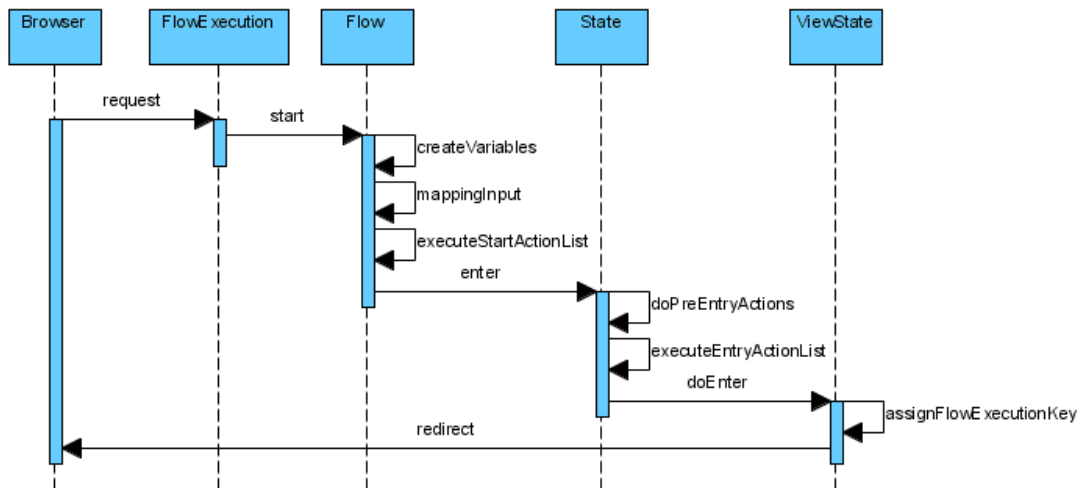 Browser
FlowExecution
Flow
State
ViewState
request
start
createVariables
mappingInput
executeStartActionList
enter
doPreEntryActions
executeEntryActionList
doEnter
assignFlowExecutionKey
redirect